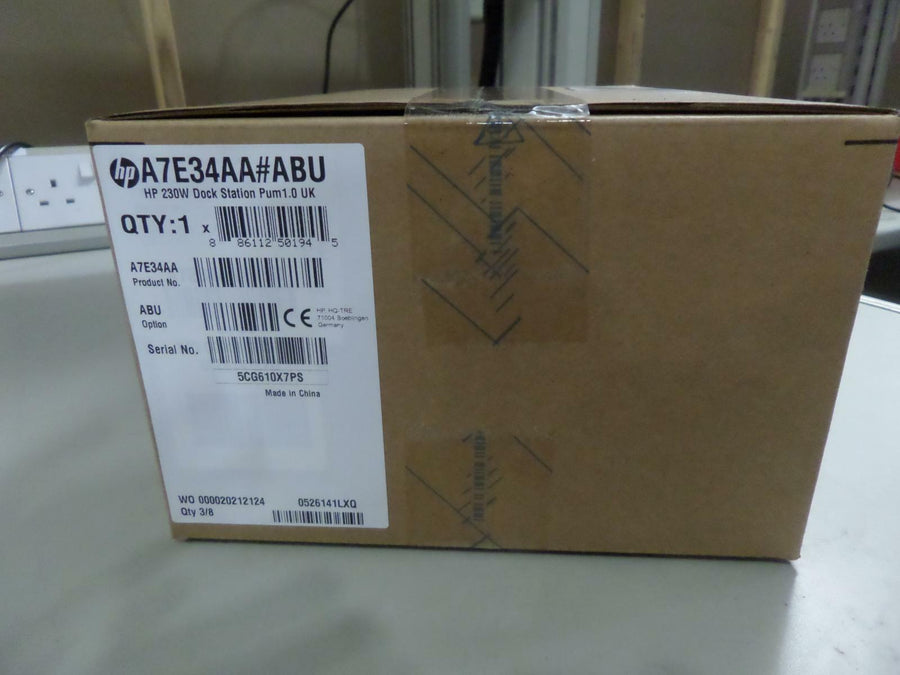 hp A7E34AA#ABU
HP 230W Dock Station Pum1.0 UK
QTY:1 x
8 86112 50194 5
A7E34AA
Product No.
ABU
Option
CE
HP HQ-TRE
71004 Boeblingen
Germany
Serial No.
5CG610X7PS
Made in China
WO 000020212124
0526141LXQ
Qty 3/8